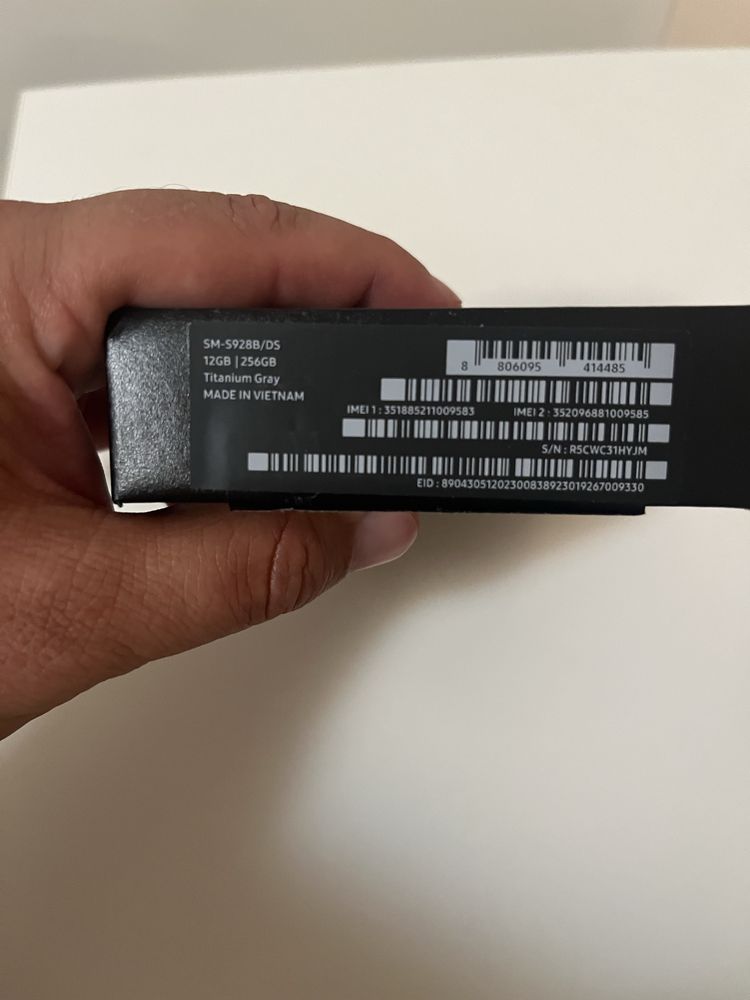 SM-S928B/DS
12GB | 256GB
Titanium Gray
MADE IN VIETNAM
8 806095 414485
IMEI 1 : 351885211009583 IMEI 2 : 352096881009585
S/N : R5CWC31HYJM
EID : 89043051202300838923019267009330